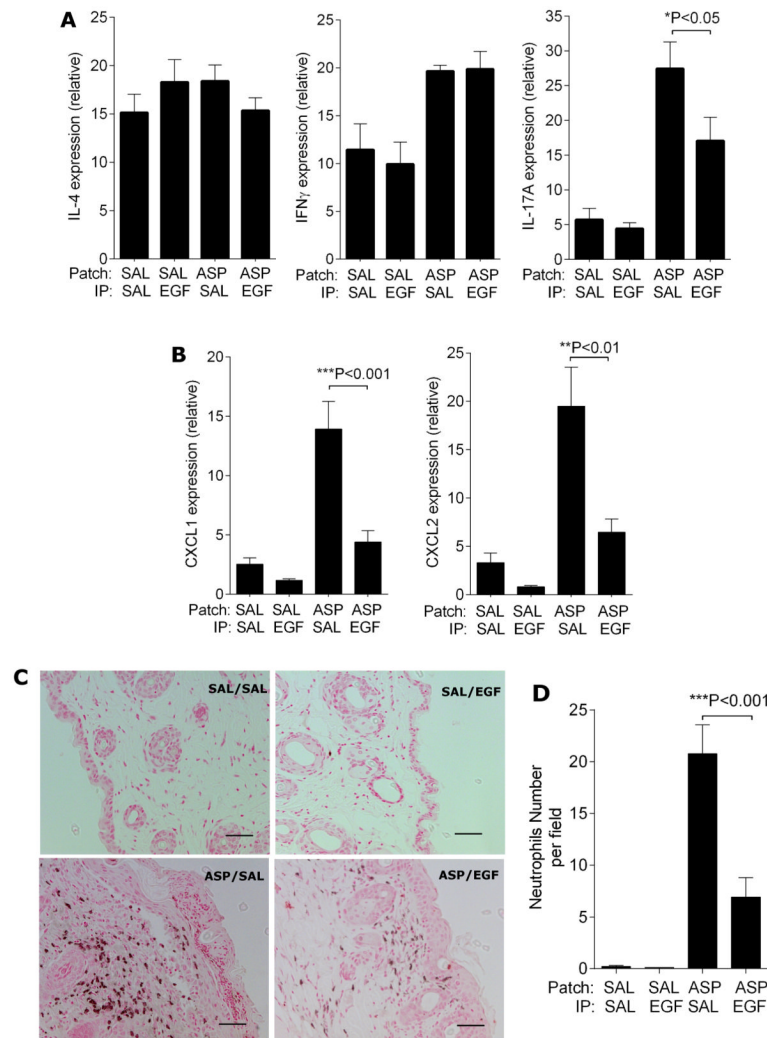 A
IL-4 expression (relative)
25
20
15
10
5
0
Patch: SAL SAL ASP ASP
IP: SAL EGF SAL EGF
IFNγ expression (relative)
25
20
15
10
5
0
SAL SAL ASP ASP
SAL EGF SAL EGF
IL-17A expression (relative)
*P<0.05
35
30
25
20
15
10
5
0
SAL SAL ASP ASP
SAL EGF SAL EGF
B
CXCL1 expression (relative)
***P<0.001
20
15
10
5
0
Patch: SAL SAL ASP ASP
IP: SAL EGF SAL EGF
CXCL2 expression (relative)
**P<0.01
25
20
15
10
5
0
Patch: SAL SAL ASP ASP
IP: SAL EGF SAL EGF
C
SAL/SAL
SAL/EGF
ASP/SAL
ASP/EGF
D
Neutrophils Number
per field
***P<0.001
25
20
15
10
5
0
Patch: SAL SAL ASP ASP
IP: SAL EGF SAL EGF